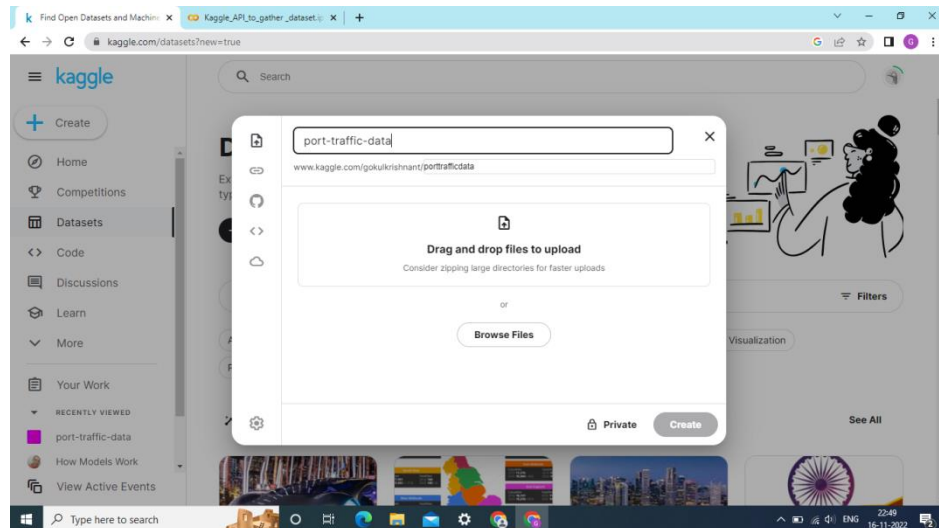 Find Open Datasets and Machine
Kaggle_API_to_gather_dataset.ip
kaggle.com/datasets?new=true
G
kaggle
Search
Create
Home
Competitions
Datasets
Code
Discussions
Learn
More
Your Work
RECENTLY VIEWED
port-traffic-data
How Models Work
View Active Events
port-traffic-data
www.kaggle.com/gokulkrishnant/porttrafficdata
Drag and drop files to upload
Consider zipping large directories for faster uploads
or
Browse Files
Private
Create
Filters
Visualization
See All
Type here to search
ENG
22:49
16-11-2022